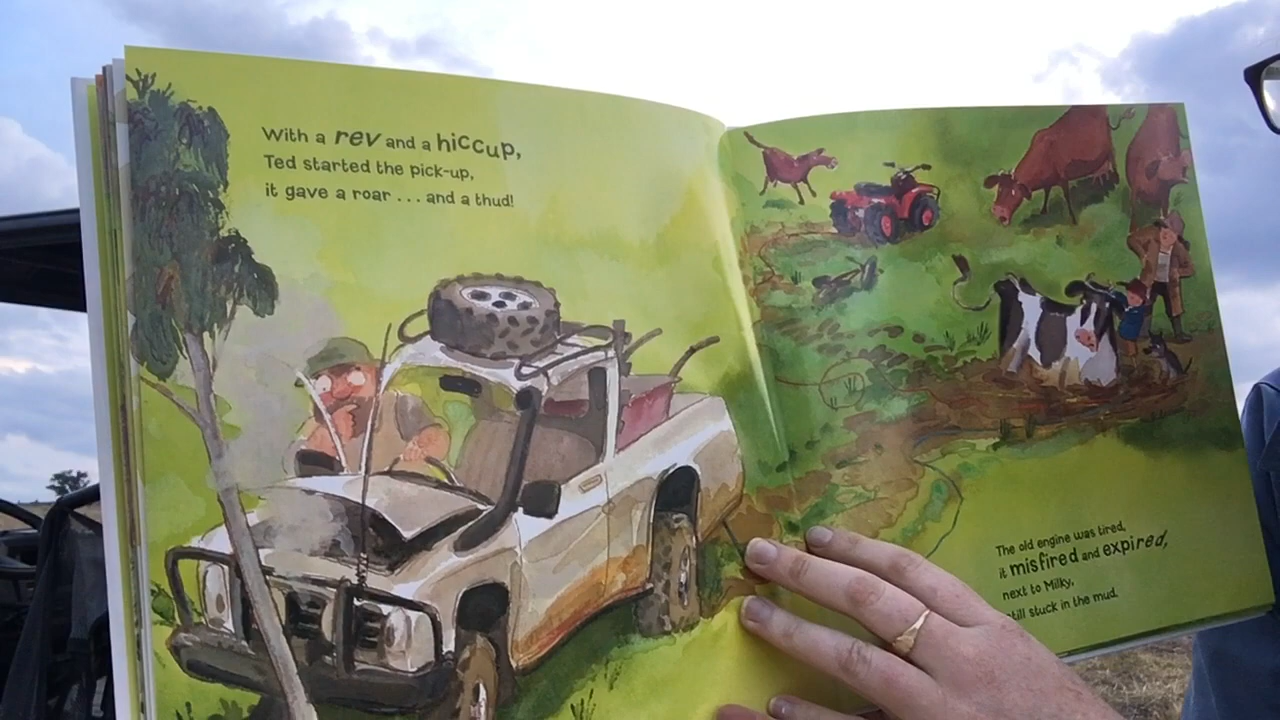 With a rev and a hiccup,
Ted started the pick-up,
it gave a roar . . . and a thud!
The old engine was tired,
it misfired and expired,
next to Milky,
still stuck in the mud.